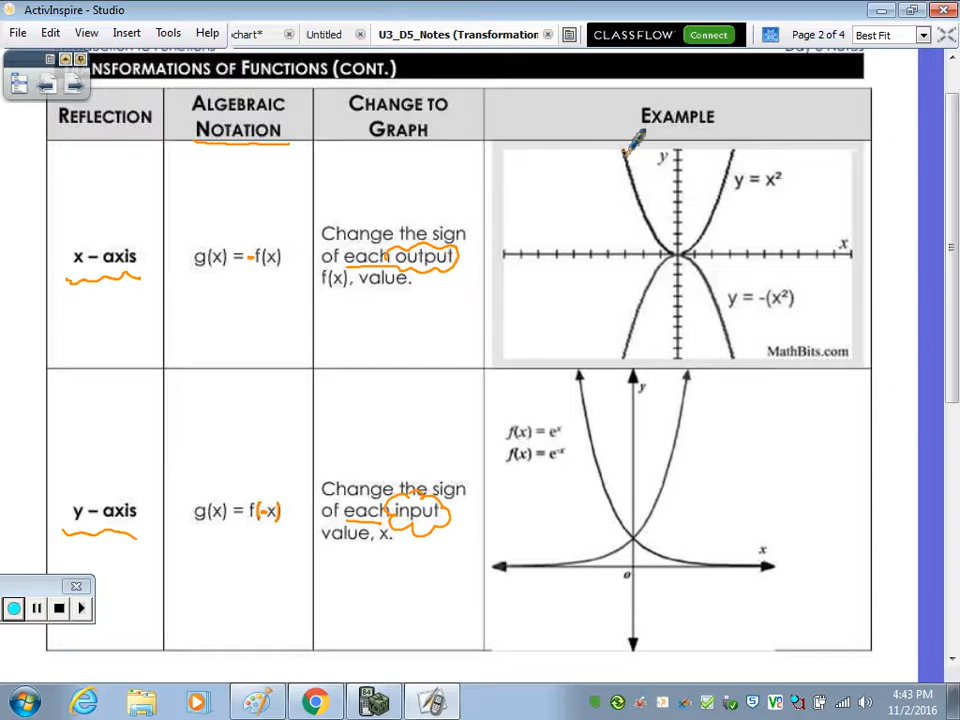 ActivInspire - Studio
File Edit View Insert Tools Help
chart* Untitled U3_D5_Notes (Transformation
CLASSFLOW Connect
Page 2 of 4 Best Fit
NSFORMATIONS OF FUNCTIONS (CONT.)
REFLECTION
ALGEBRAIC
NOTATION
CHANGE TO
GRAPH
EXAMPLE
x – axis
g(x) = -f(x)
Change the sign
of each output
f(x), value.
y
y = x²
x
y = -(x²)
MathBits.com
y – axis
g(x) = f(-x)
Change the sign
of each input
value, x.
y
f(x) = eˣ
f(x) = e⁻ˣ
x
o
4:43 PM
11/2/2016